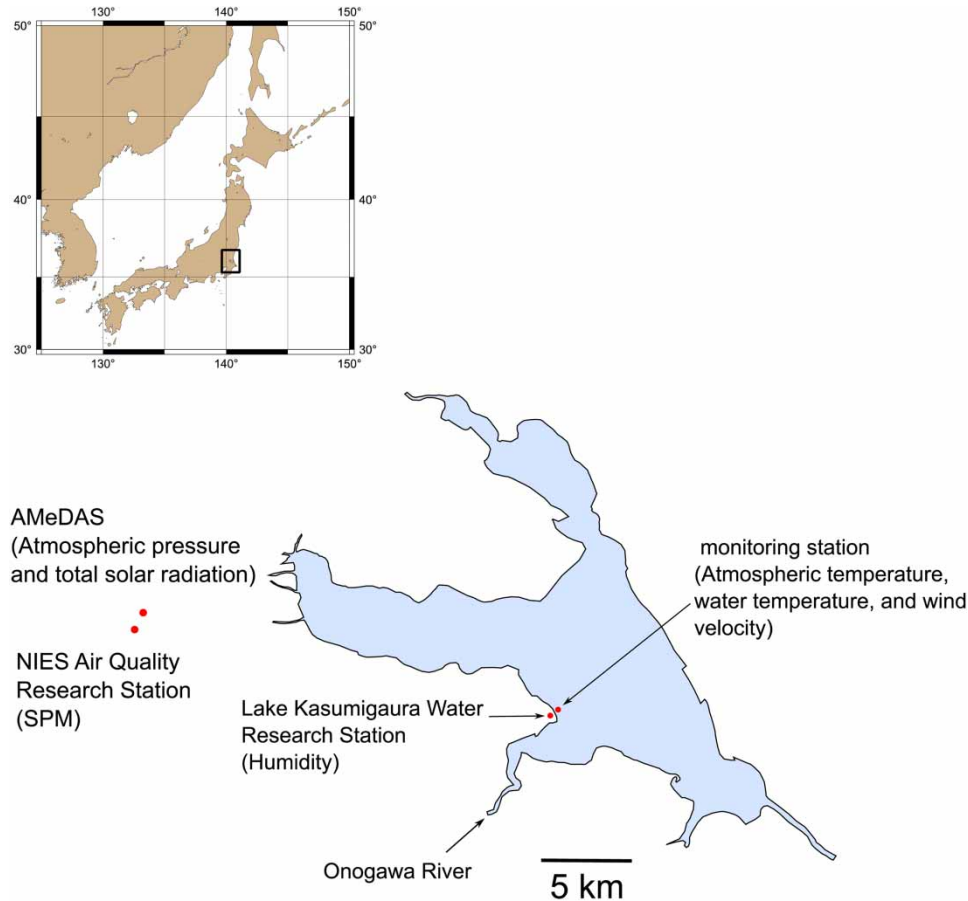 130° 140° 150°
50° 50°
40° 40°
30° 30°
130° 140° 150°
AMeDAS
(Atmospheric pressure
and total solar radiation)
NIES Air Quality
Research Station
(SPM)
monitoring station
(Atmospheric temperature,
water temperature, and wind
velocity)
Lake Kasumigaura Water
Research Station
(Humidity)
Onogawa River
5 km